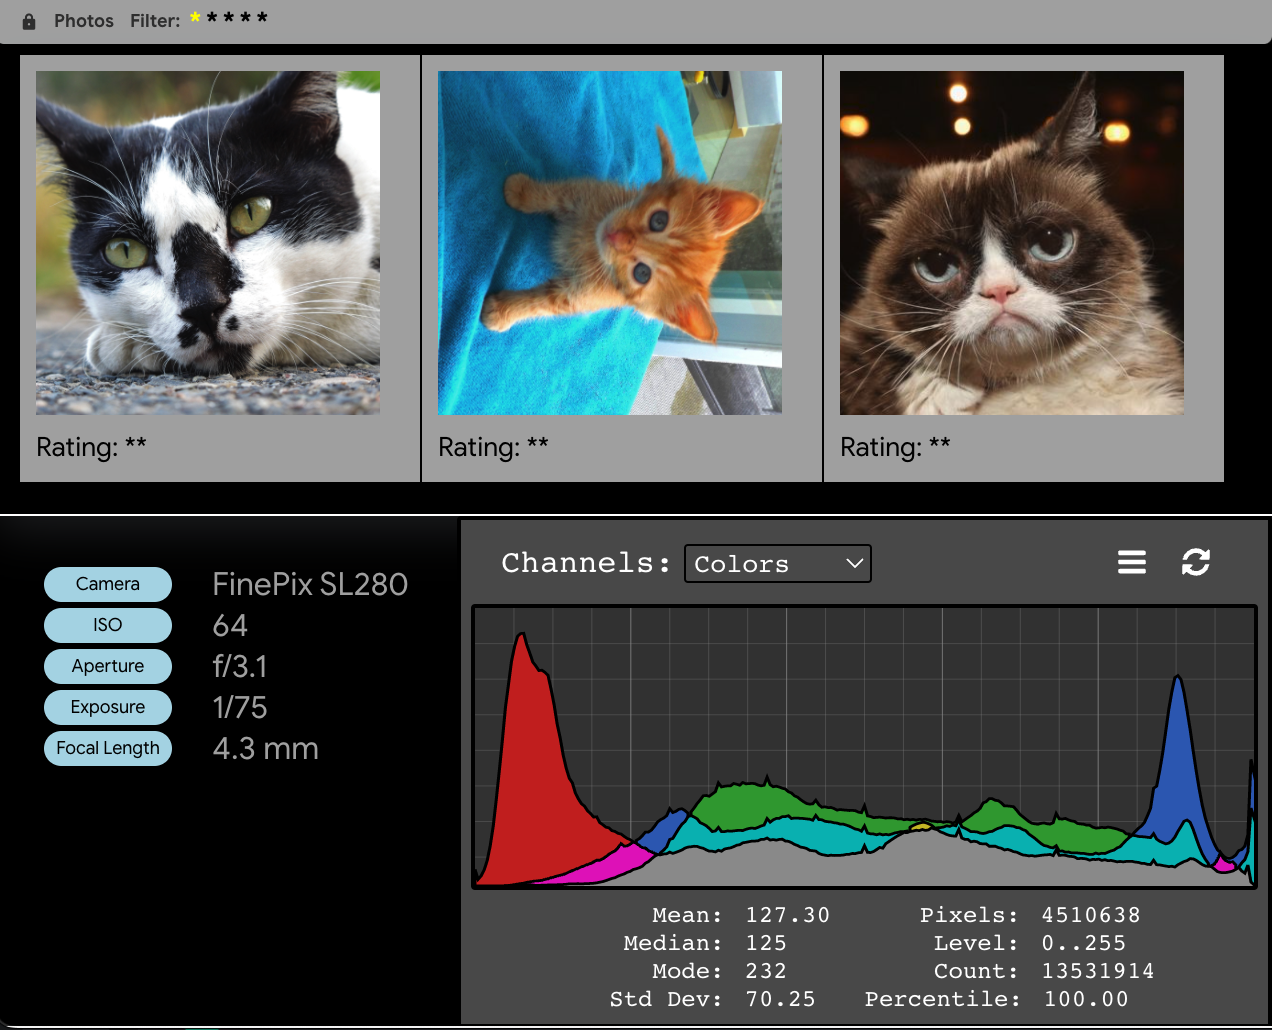 Photos Filter: * * * * *
Rating: ** Rating: ** Rating: **
Camera FinePix SL280
ISO 64
Aperture f/3.1
Exposure 1/75
Focal Length 4.3 mm
Channels: Colors
Mean: 127.30 Pixels: 4510638
Median: 125 Level: 0..255
Mode: 232 Count: 13531914
Std Dev: 70.25 Percentile: 100.00